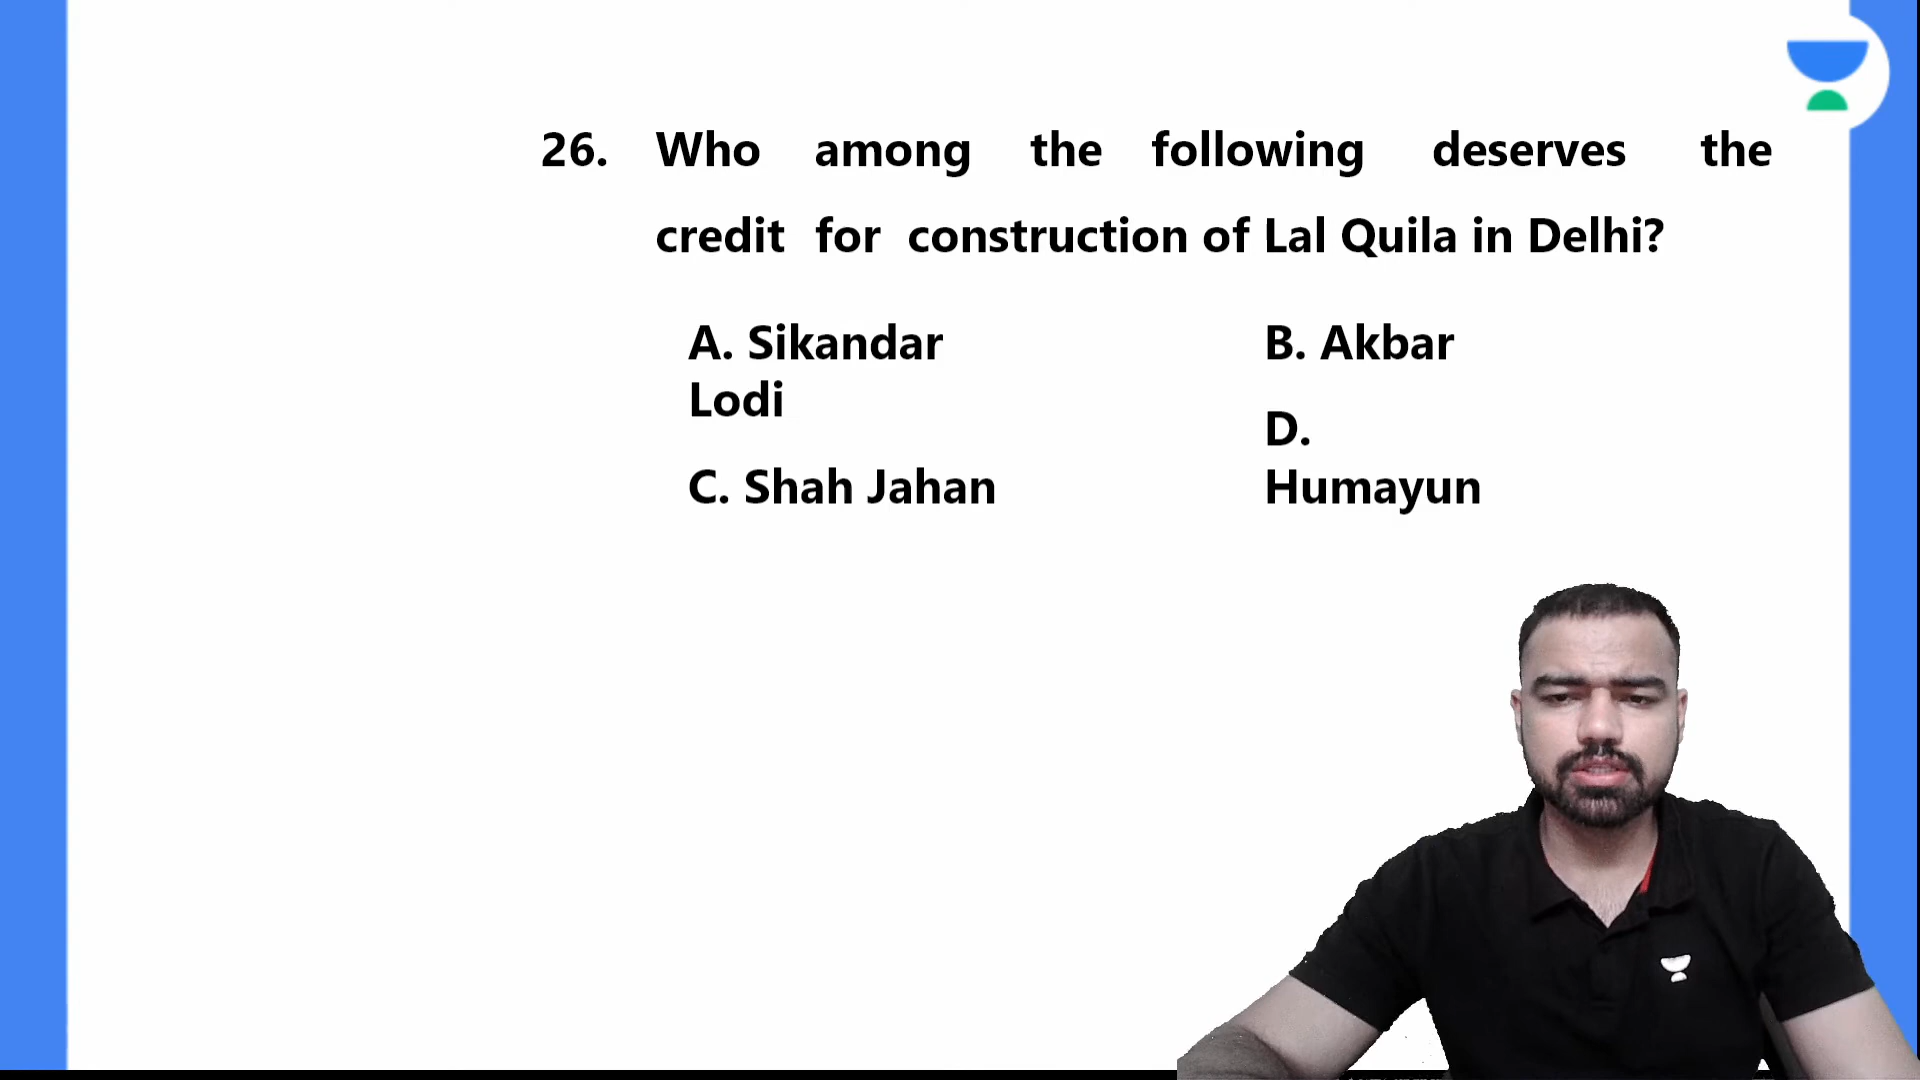 26. Who among the following deserves the
credit for construction of Lal Quila in Delhi?
A. Sikandar
Lodi
B. Akbar
C. Shah Jahan
D.
Humayun